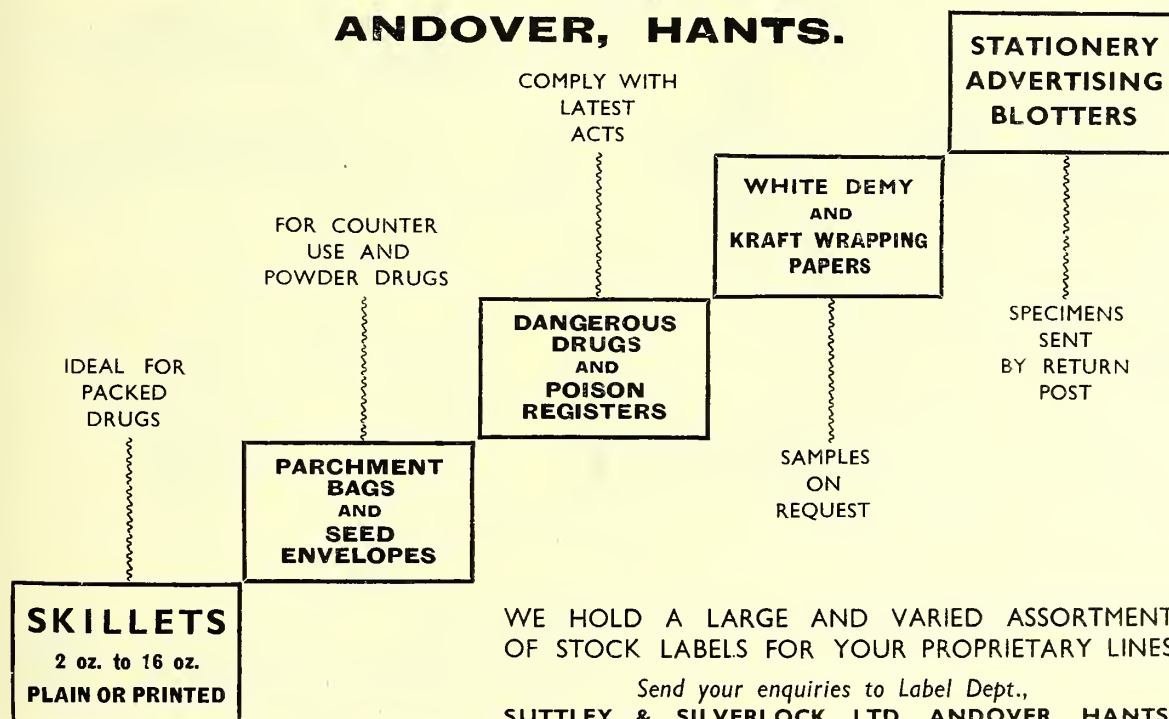 ANDOVER, HANTS.
STATIONERY
ADVERTISING
BLOTTERS
COMPLY WITH
LATEST
ACTS
WHITE DEMY
AND
KRAFT WRAPPING
PAPERS
FOR COUNTER
USE AND
POWDER DRUGS
DANGEROUS
DRUGS
AND
POISON
REGISTERS
SPECIMENS
SENT
BY RETURN
POST
IDEAL FOR
PACKED
DRUGS
PARCHMENT
BAGS
AND
SEED
ENVELOPES
SAMPLES
ON
REQUEST
SKILLETS
2 oz. to 16 oz.
PLAIN OR PRINTED
WE HOLD A LARGE AND VARIED ASSORTMENT
OF STOCK LABELS FOR YOUR PROPRIETARY LINES
Send your enquiries to Label Dept.,
SUTTLEY & SILVERLOCK LTD. ANDOVER, HANTS.